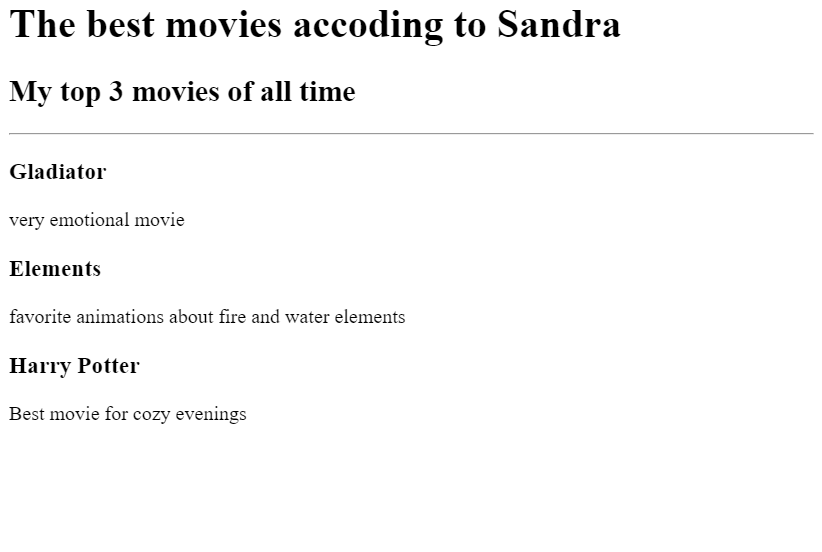 The best movies accoding to Sandra
My top 3 movies of all time
Gladiator
very emotional movie
Elements
favorite animations about fire and water elements
Harry Potter
Best movie for cozy evenings